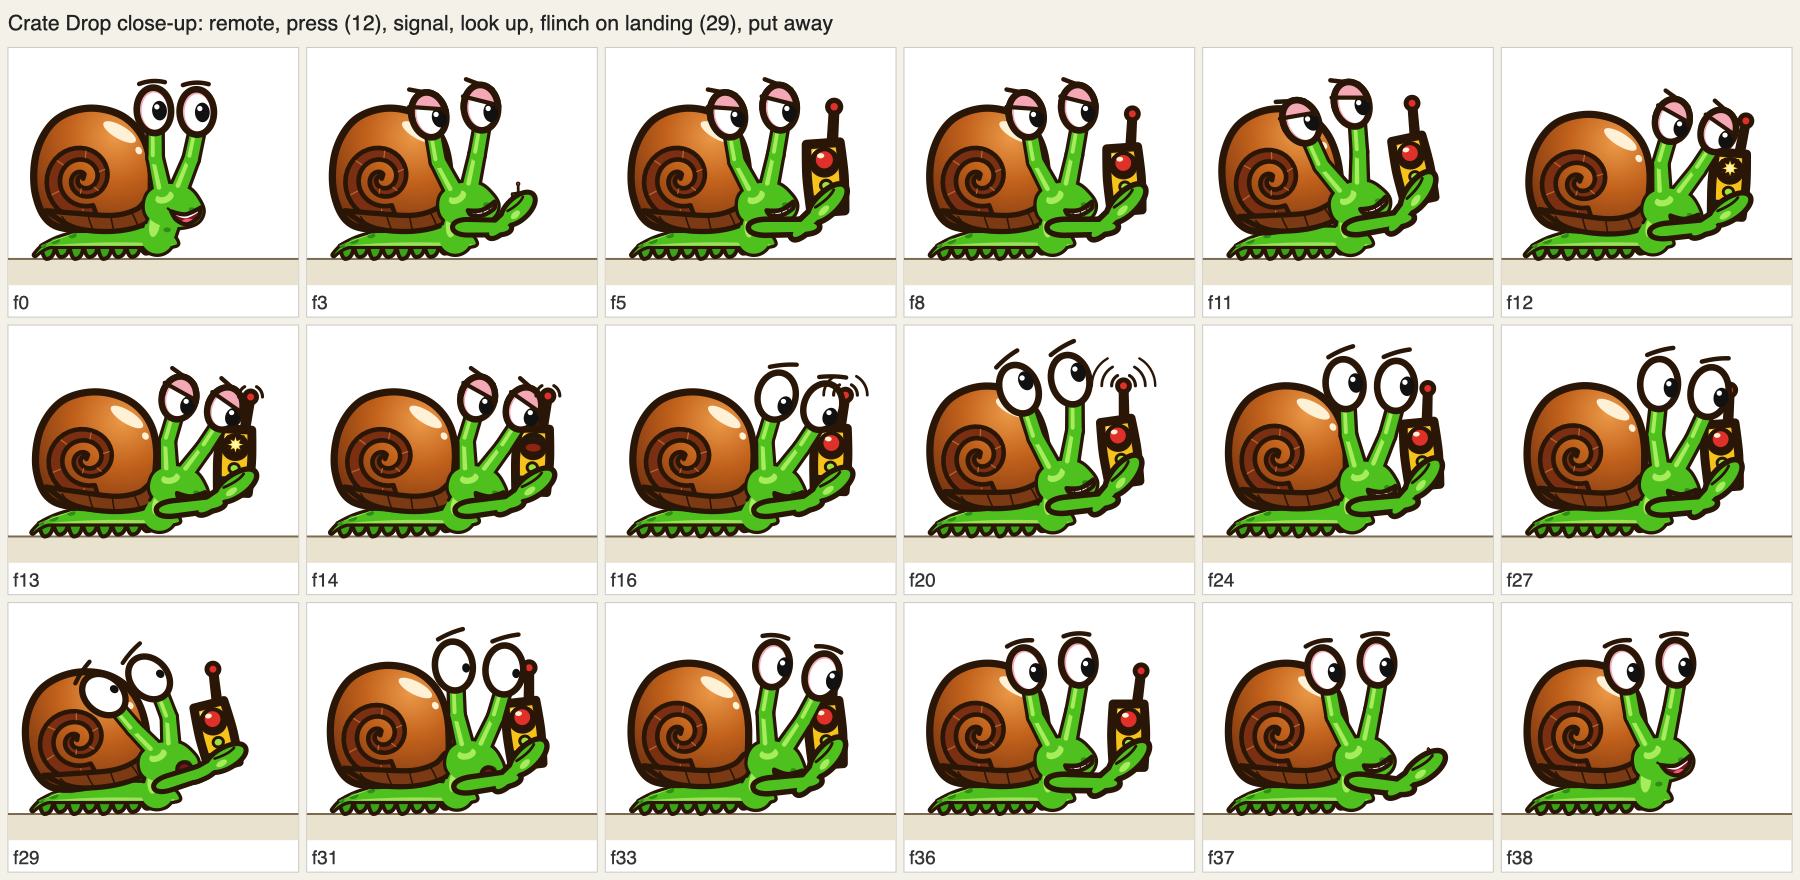 Crate Drop close-up: remote, press (12), signal, look up, flinch on landing (29), put away
f0
f3
f5
f8
f11
f12
f13
f14
f16
f20
f24
f27
f29
f31
f33
f36
f37
f38